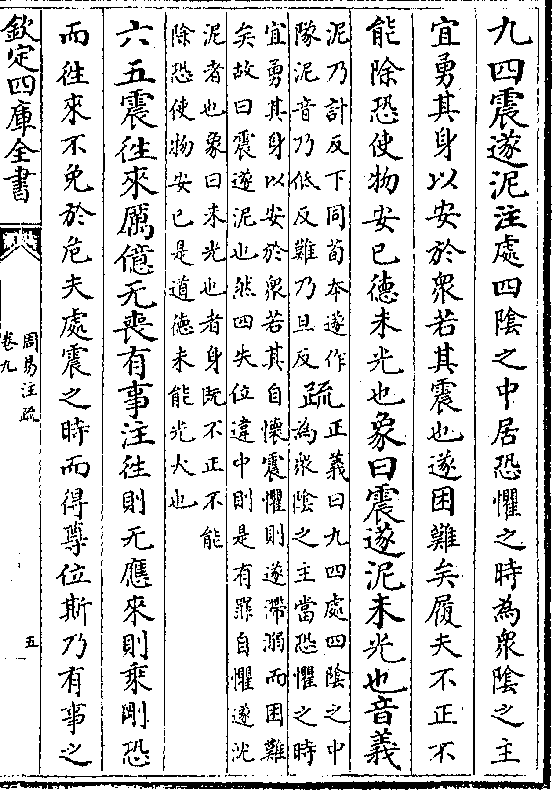 九四震遂泥注處四陰之中居恐懼之時為衆陰之主
宜勇其身以安於衆若其震也遂困難矣履夫不正不
能除恐使物安已德未光也象曰震遂泥未光也音義
泥乃計反下同荀本遂作
隊泥音乃低反難乃旦反
疏
正義曰九四處四陰之中
為衆陰之主當恐懼之時
宜勇其身以安於衆若其自懷震懼則遂滯溺而困難
矣故曰震遂泥也然四失位違中則是有罪自懼遂沈
泥者也象曰未光也者身既不正不能
除恐使物安已是道德未能光大也
六五震徃來厲億无喪有事注徃則无應來則乘剛恐
而徃來不免於危夫處震之時而得尊位斯乃有事之
欽定四庫全書
周易注疏
卷九
五